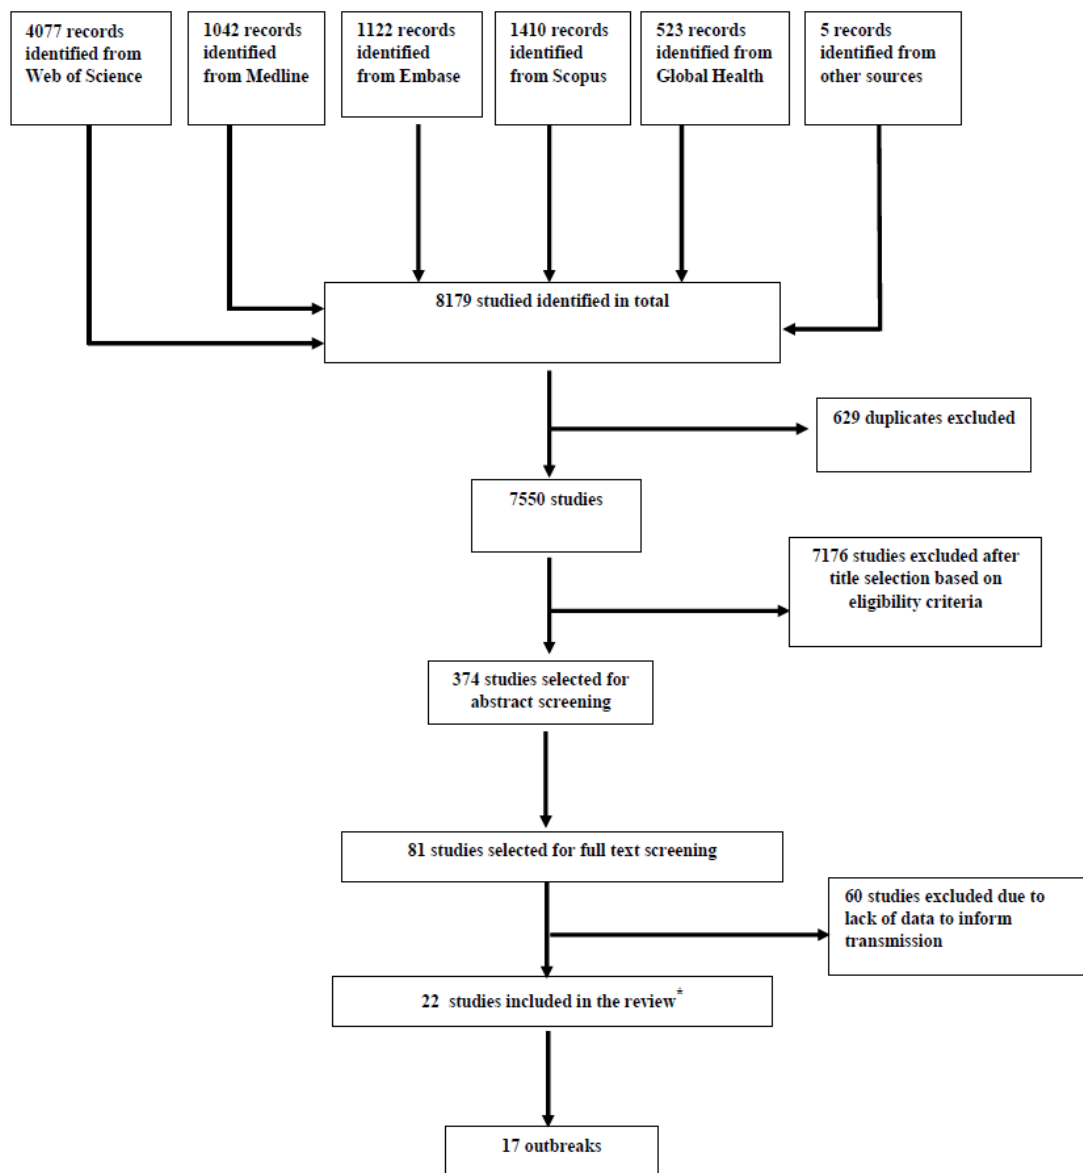 4077 records
identified from
Web of Science
1042 records
identified
from Medline
1122 records
identified
from Embase
1410 records
identified
from Scopus
523 records
identified from
Global Health
5 records
identified from
other sources
8179 studied identified in total
629 duplicates excluded
7550 studies
7176 studies excluded after
title selection based on
eligibility criteria
374 studies selected for
abstract screening
81 studies selected for full text screening
60 studies excluded due to
lack of data to inform
transmission
22 studies included in the review*
17 outbreaks